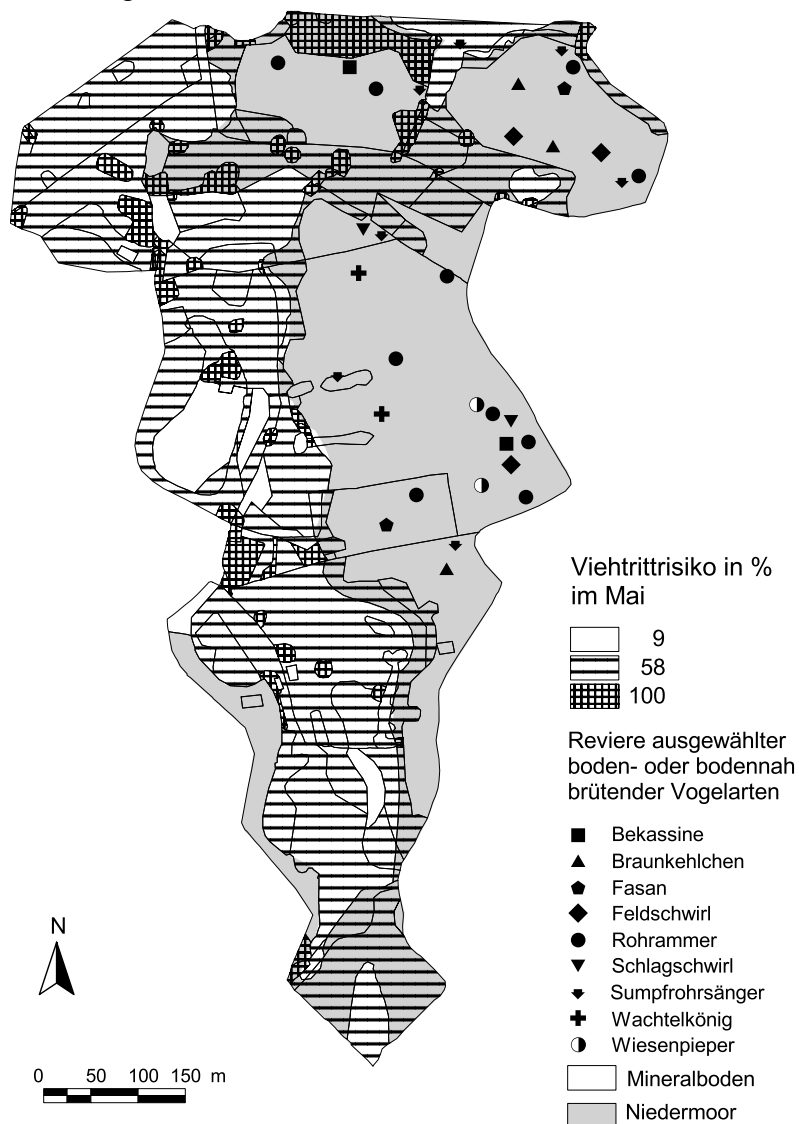 Viehtrittrisiko in %
im Mai
9
58
100
Reviere ausgewählter
boden- oder bodennah
brütender Vogelarten
Bekassine
Braunkehlchen
Fasan
Feldschwirl
Rohrammer
Schlagschwirl
Sumpfrohrsänger
Wachtelkönig
Wiesenpieper
Mineralboden
Niedermoor
N
0 50 100 150 m